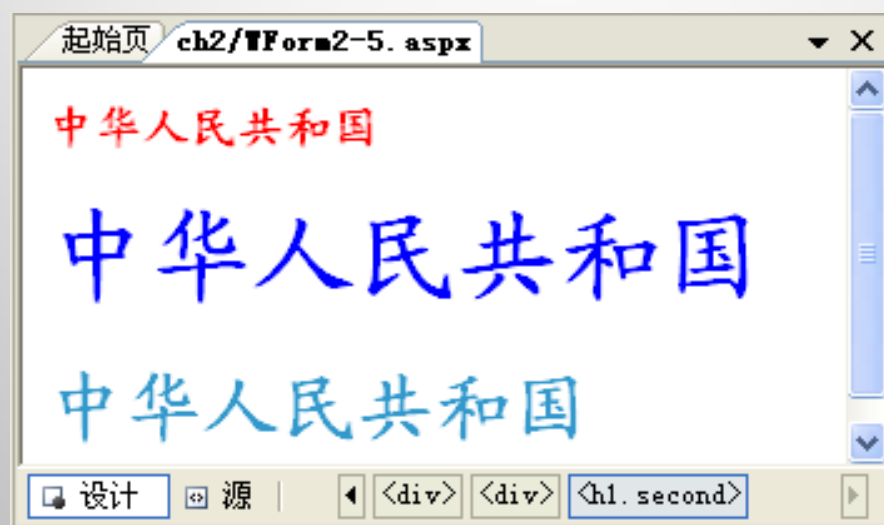 起始页 ch2/WForm2-5.aspx
中华人民共和国
中华人民共和国
中华人民共和国
设计 源 <div> <div> <h1.second>